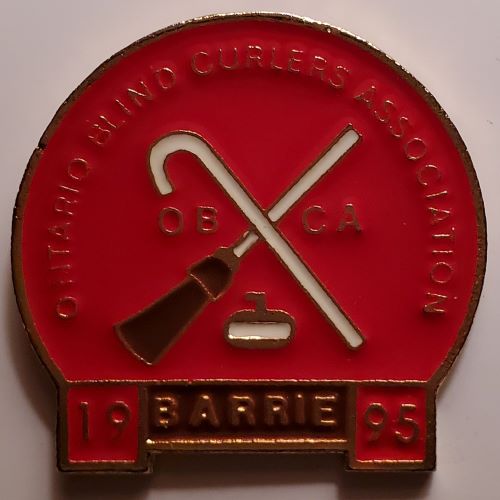 ONTARIO BLIND CURLERS ASSOCIATION
OB CA
19 BARRIE 95